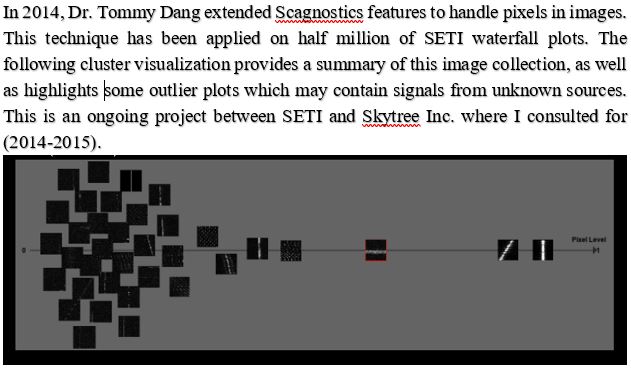 In 2014, Dr. Tommy Dang extended Scagnostics features to handle pixels in images.
This technique has been applied on half million of SETI waterfall plots. The
following cluster visualization provides a summary of this image collection, as well
as highlights some outlier plots which may contain signals from unknown sources.
This is an ongoing project between SETI and Skytree Inc. where I consulted for
(2014-2015).
Pixel Level
0